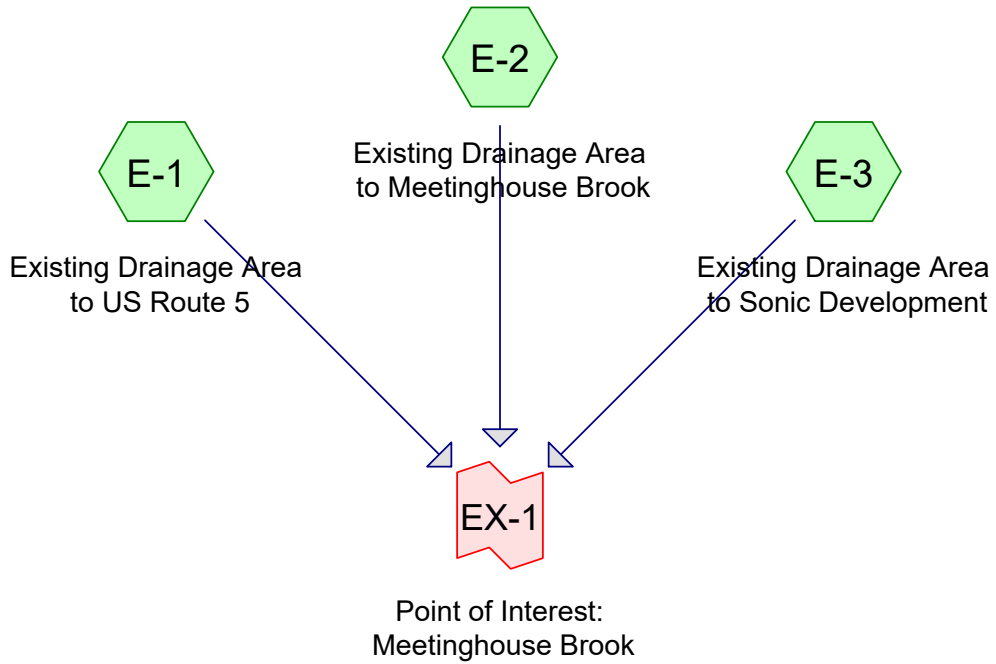 E-2
Existing Drainage Area
to Meetinghouse Brook
E-1
Existing Drainage Area
to US Route 5
E-3
Existing Drainage Area
to Sonic Development
EX-1
Point of Interest:
Meetinghouse Brook